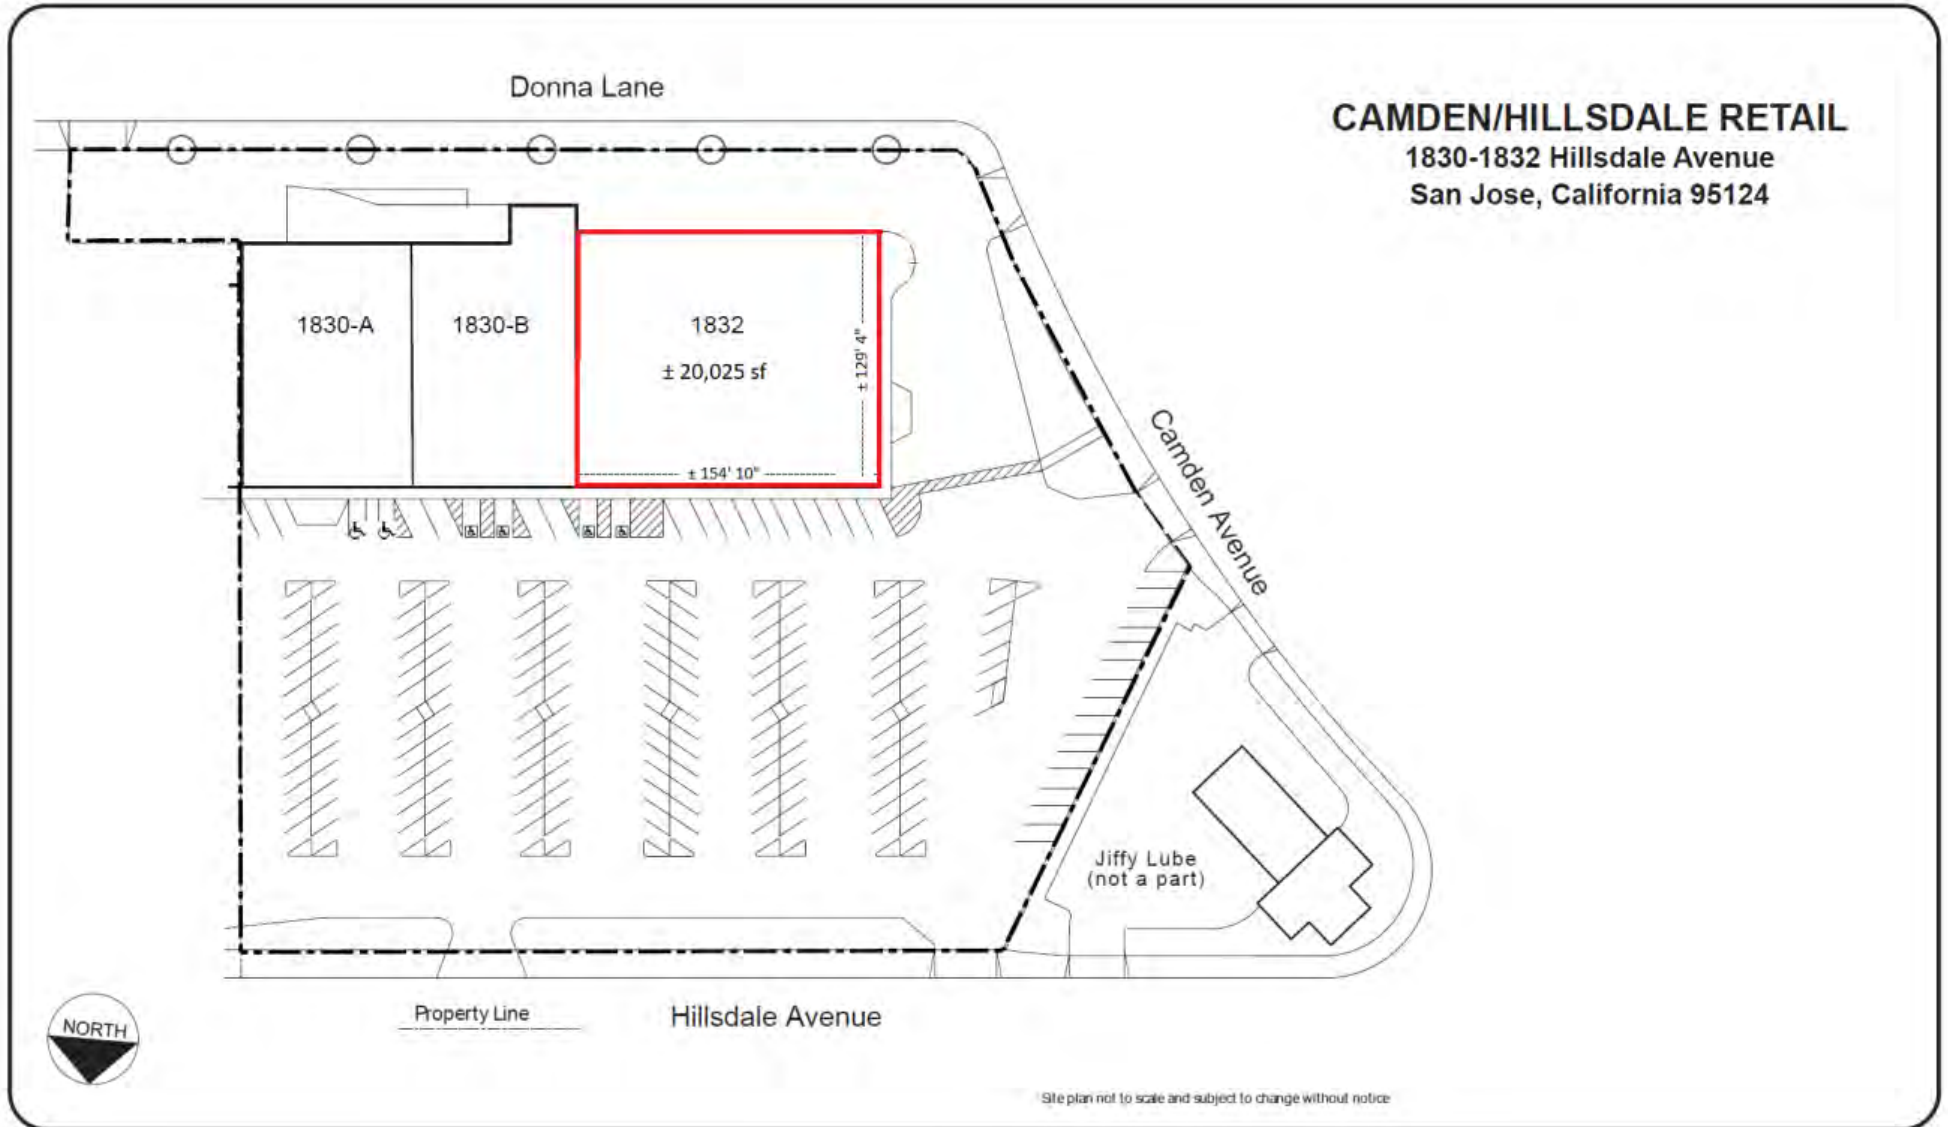 Donna Lane
CAMDEN/HILLSDALE RETAIL
1830-1832 Hillsdale Avenue
San Jose, California 95124
1830-A
1830-B
1832
± 20,025 sf
± 129' 4"
± 154' 10"
Camden Avenue
Jiffy Lube
(not a part)
Property Line
Hillsdale Avenue
NORTH
Site plan not to scale and subject to change without notice